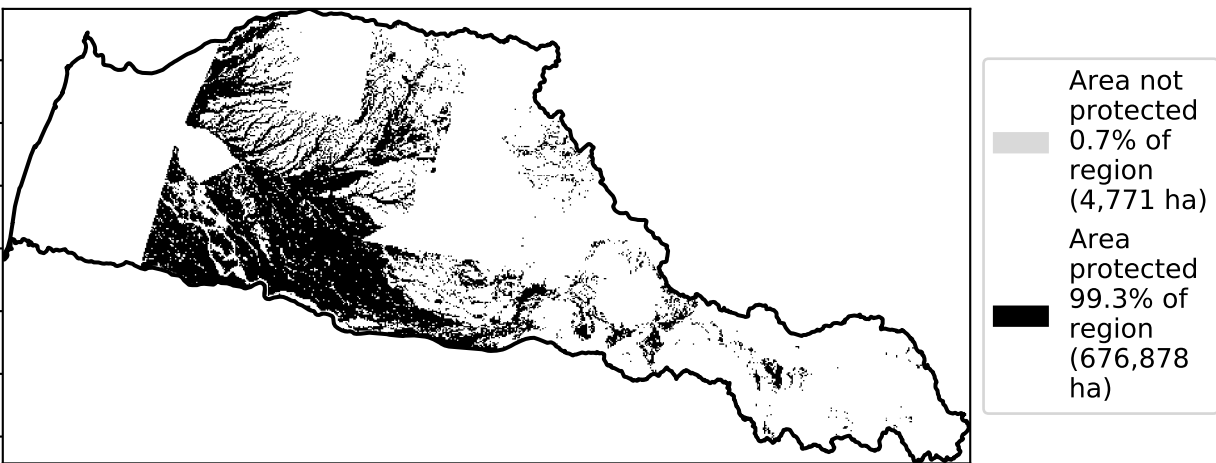 Area not
protected
0.7% of
region
(4,771 ha)
Area
protected
99.3% of
region
(676,878
ha)